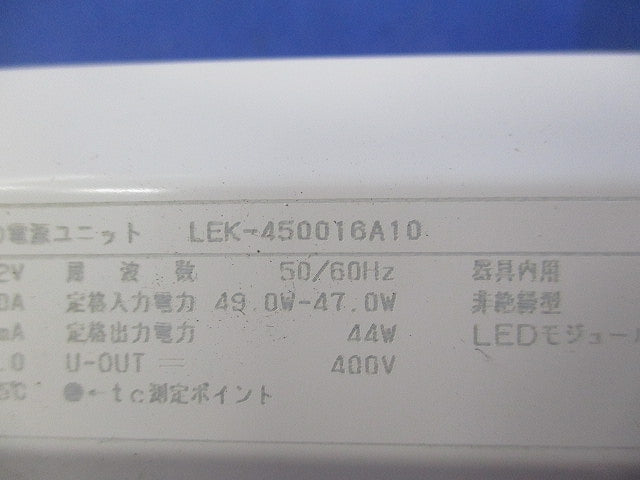 電源ユニット LEK-450016A10
2V 周波数 50/60Hz 器具内用
0A 定格入力電力 49.0W-47.0W 非絶縁型
mA 定格出力電力 44W LEDモジュール
.0 U-OUT ⎓ 400V
5℃ ●←tc測定ポイント